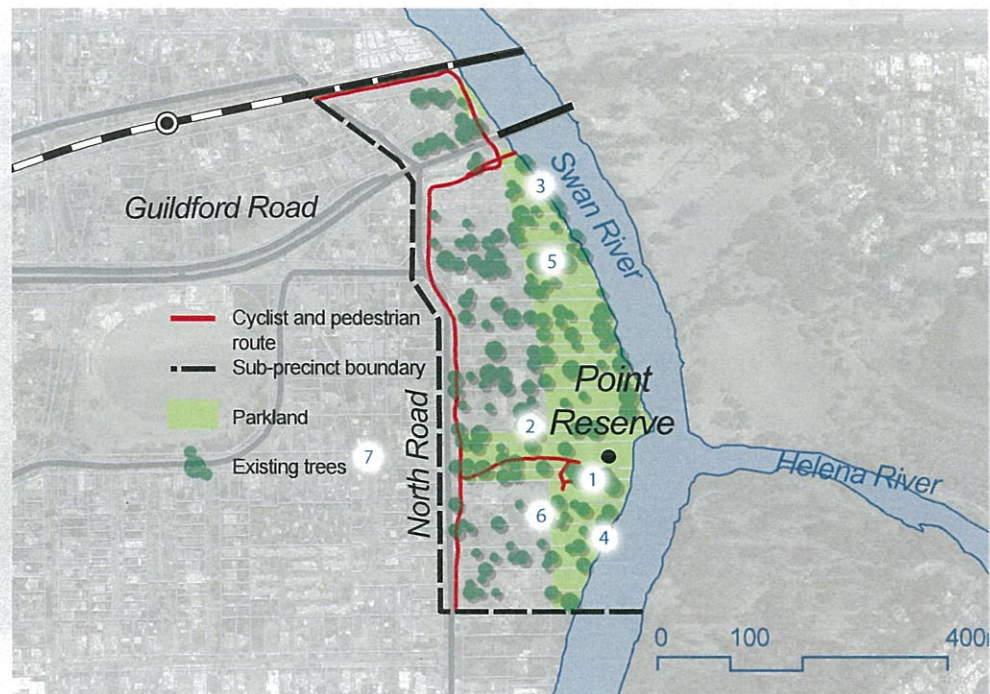 Swan River
3
Guildford Road
5
Cyclist and pedestrian
route
Sub-precinct boundary
Point
Reserve
Parkland
North Road
2
Existing trees
7
1
Helena River
6
4
0 100 400